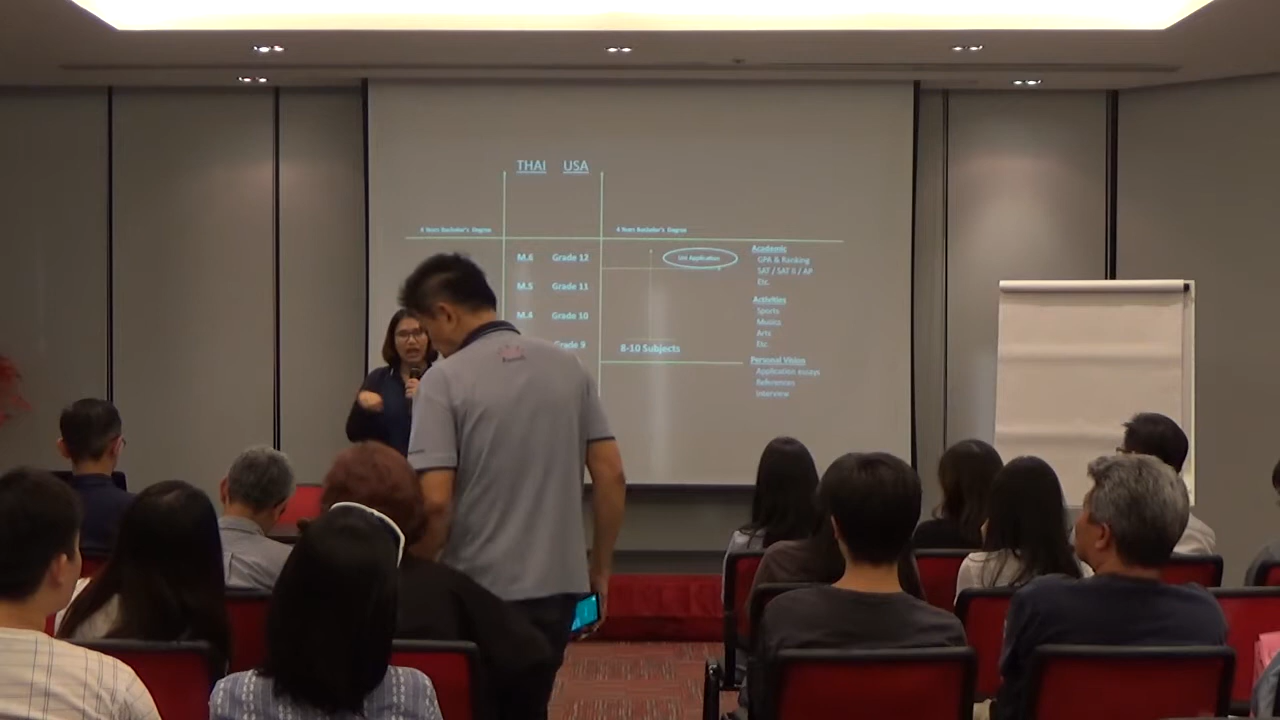 THAI USA
4 Years Bachelor's Degree
4 Years Bachelor's Degree
M.6 Grade 12
Uni Application
M.5 Grade 11
M.4 Grade 10
Grade 9
8-10 Subjects
Academic
GPA & Ranking
SAT / SAT II / AP
Etc.
Activities
Sports
Musics
Arts
Etc.
Personal Vision
Application essays
References
Interview